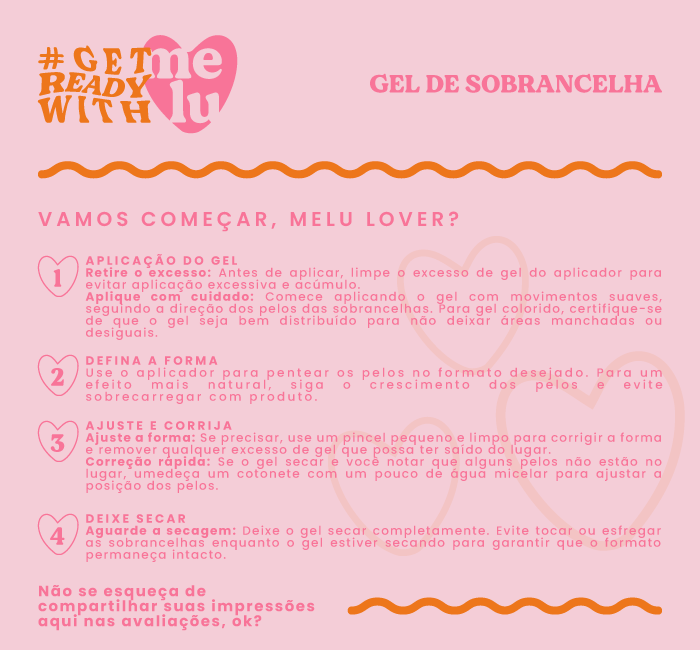 #GET me
READY lu
WITH
GEL DE SOBRANCELHA
VAMOS COMEÇAR, MELU LOVER?
1 APLICAÇÃO DO GEL
Retire o excesso: Antes de aplicar, limpe o excesso de gel do aplicador para
evitar aplicação excessiva e acúmulo.
Aplique com cuidado: Comece aplicando o gel com movimentos suaves,
seguindo a direção dos pelos das sobrancelhas. Para gel colorido, certifique-se
de que o gel seja bem distribuído para não deixar áreas manchadas ou
desiguais.
2 DEFINA A FORMA
Use o aplicador para pentear os pelos no formato desejado. Para um
efeito mais natural, siga o crescimento dos pelos e evite
sobrecarregar com produto.
3 AJUSTE E CORRIJA
Ajuste a forma: Se precisar, use um pincel pequeno e limpo para corrigir a forma
e remover qualquer excesso de gel que possa ter saído do lugar.
Correção rápida: Se o gel secar e você notar que alguns pelos não estão no
lugar, umedeça um cotonete com um pouco de água micelar para ajustar a
posição dos pelos.
4 DEIXE SECAR
Aguarde a secagem: Deixe o gel secar completamente. Evite tocar ou esfregar
as sobrancelhas enquanto o gel estiver secando para garantir que o formato
permaneça intacto.
Não se esqueça de
compartilhar suas impressões
aqui nas avaliações, ok?